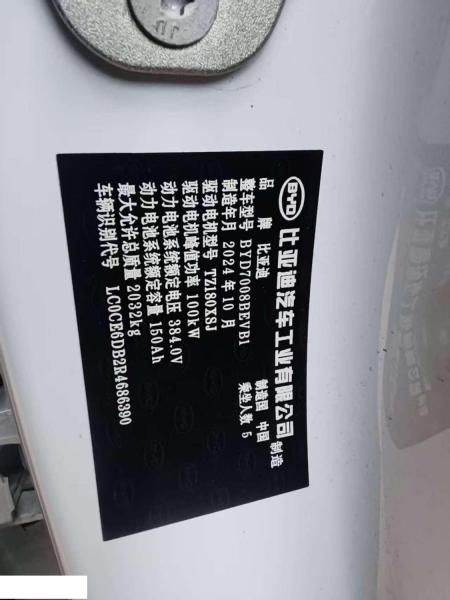 BYD 比亚迪汽车工业有限公司 制造
品牌 比亚迪 制造国 中国
整车型号 BYD7008BEVB1 乘坐人数 5
制造年月 2024年10月
驱动电机型号 TZ180XSJ
驱动电机峰值功率 100kW
动力电池系统额定电压 384.0V
动力电池系统额定容量 150Ah
最大允许总质量 2032kg
车辆识别代号 LC0CE6DB2R4686390